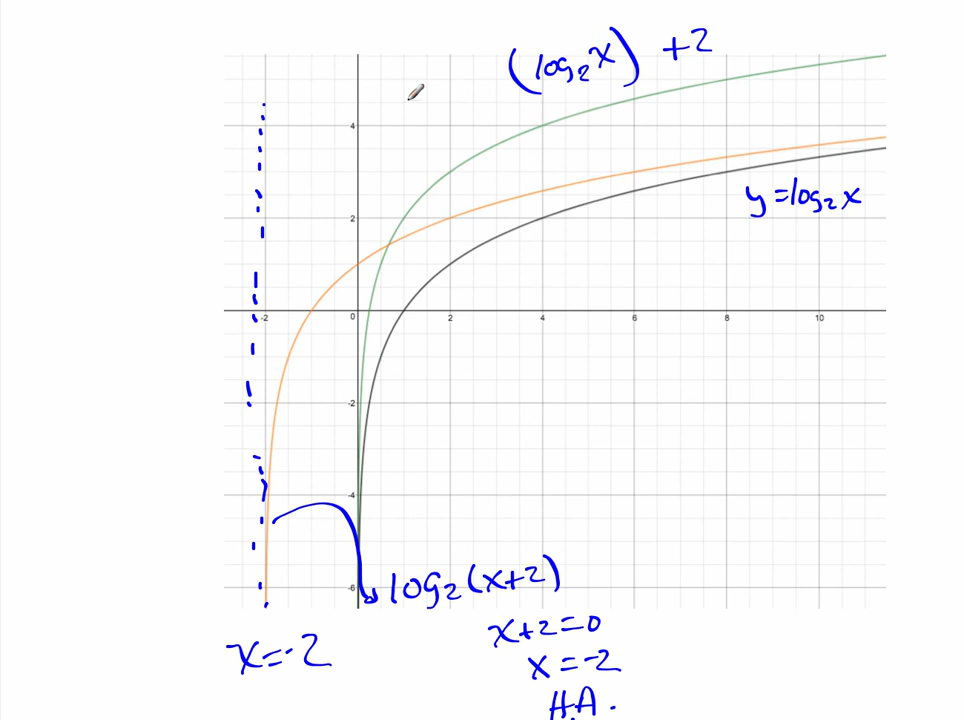 (log₂x) +2
4
y=log₂x
2
-2 0 2 4 6 8 10
-2
-4
-6
log₂(x+2)
x+2=0
x=-2
x=-2
H.A.